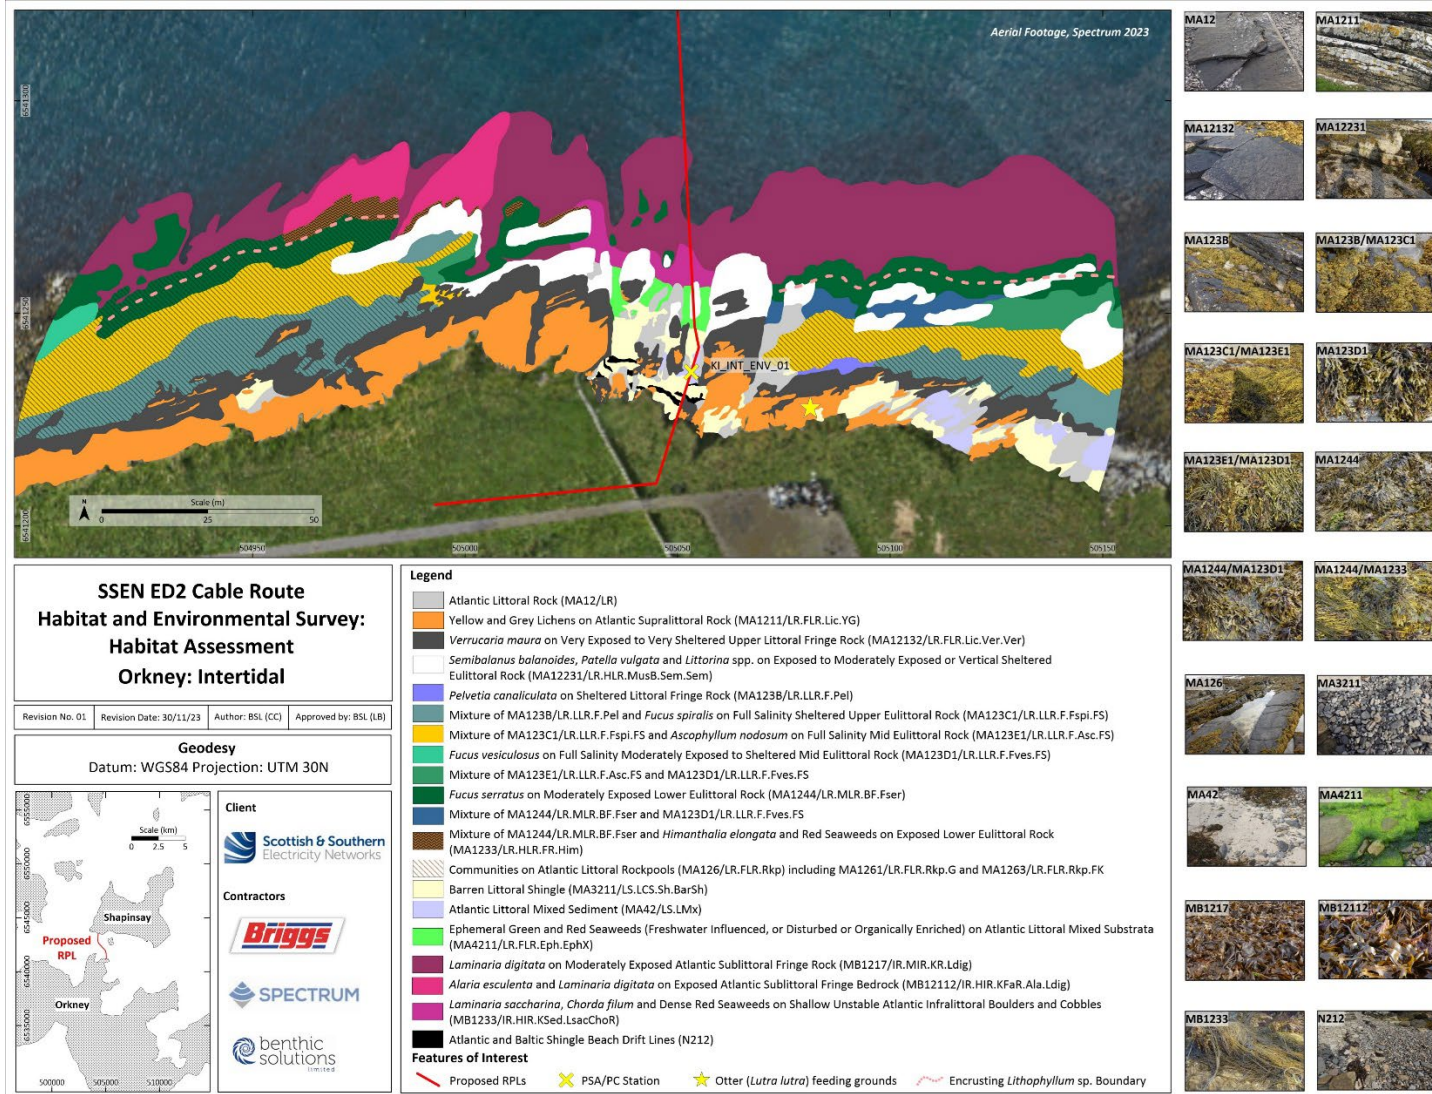 Aerial Footage, Spectrum 2023
6541300
6541250
6541200
KI_INT_ENV_01
N
Scale (m)
0 25 50
504950 505000 505050 505100 505150
MA12
MA1211
MA12132
MA12231
MA123B
MA123B/MA123C1
MA123C1/MA123E1
MA123D1
MA123E1/MA123D1
MA1244
MA1244/MA123D1
MA1244/MA1233
MA126
MA3211
MA42
MA4211
MB1217
MB12112
MB1233
N212
SSEN ED2 Cable Route
Habitat and Environmental Survey:
Habitat Assessment
Orkney: Intertidal
Revision No. 01 Revision Date: 30/11/23 Author: BSL (CC) Approved by: BSL (LB)
Geodesy
Datum: WGS84 Projection: UTM 30N
6555000
6550000
6545000
6540000
6535000
Scale (km)
0 2.5 5
Shapinsay
Proposed
RPL
Orkney
500000 505000 510000
Client
Scottish & Southern
Electricity Networks
Contractors
Briggs
SPECTRUM
benthic
solutions
limited
Legend
Atlantic Littoral Rock (MA12/LR)
Yellow and Grey Lichens on Atlantic Supralittoral Rock (MA1211/LR.FLR.Lic.YG)
Verrucaria maura on Very Exposed to Very Sheltered Upper Littoral Fringe Rock (MA12132/LR.FLR.Lic.Ver.Ver)
Semibalanus balanoides, Patella vulgata and Littorina spp. on Exposed to Moderately Exposed or Vertical Sheltered
Eulittoral Rock (MA12231/LR.HLR.MusB.Sem.Sem)
Pelvetia canaliculata on Sheltered Littoral Fringe Rock (MA123B/LR.LLR.F.Pel)
Mixture of MA123B/LR.LLR.F.Pel and Fucus spiralis on Full Salinity Sheltered Upper Eulittoral Rock (MA123C1/LR.LLR.F.Fspi.FS)
Mixture of MA123C1/LR.LLR.F.Fspi.FS and Ascophyllum nodosum on Full Salinity Mid Eulittoral Rock (MA123E1/LR.LLR.F.Asc.FS)
Fucus vesiculosus on Full Salinity Moderately Exposed to Sheltered Mid Eulittoral Rock (MA123D1/LR.LLR.F.Fves.FS)
Mixture of MA123E1/LR.LLR.F.Asc.FS and MA123D1/LR.LLR.F.Fves.FS
Fucus serratus on Moderately Exposed Lower Eulittoral Rock (MA1244/LR.MLR.BF.Fser)
Mixture of MA1244/LR.MLR.BF.Fser and MA123D1/LR.LLR.F.Fves.FS
Mixture of MA1244/LR.MLR.BF.Fser and Himanthalia elongata and Red Seaweeds on Exposed Lower Eulittoral Rock
(MA1233/LR.HLR.FR.Him)
Communities on Atlantic Littoral Rockpools (MA126/LR.FLR.Rkp) including MA1261/LR.FLR.Rkp.G and MA1263/LR.FLR.Rkp.FK
Barren Littoral Shingle (MA3211/LS.LCS.Sh.BarSh)
Atlantic Littoral Mixed Sediment (MA42/LS.LMx)
Ephemeral Green and Red Seaweeds (Freshwater Influenced, or Disturbed or Organically Enriched) on Atlantic Littoral Mixed Substrata
(MA4211/LR.FLR.Eph.EphX)
Laminaria digitata on Moderately Exposed Atlantic Sublittoral Fringe Rock (MB1217/IR.MIR.KR.Ldig)
Alaria esculenta and Laminaria digitata on Exposed Atlantic Sublittoral Fringe Bedrock (MB12112/IR.HIR.KFaR.Ala.Ldig)
Laminaria saccharina, Chorda filum and Dense Red Seaweeds on Shallow Unstable Atlantic Infralittoral Boulders and Cobbles
(MB1233/IR.HIR.KSed.LsacChoR)
Atlantic and Baltic Shingle Beach Drift Lines (N212)
Features of Interest
Proposed RPLs PSA/PC Station Otter (Lutra lutra) feeding grounds Encrusting Lithophyllum sp. Boundary